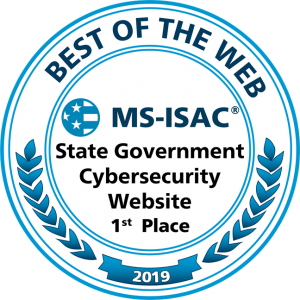 BEST OF THE WEB
MS-ISAC®
State Government
Cybersecurity
Website
1st Place
2019